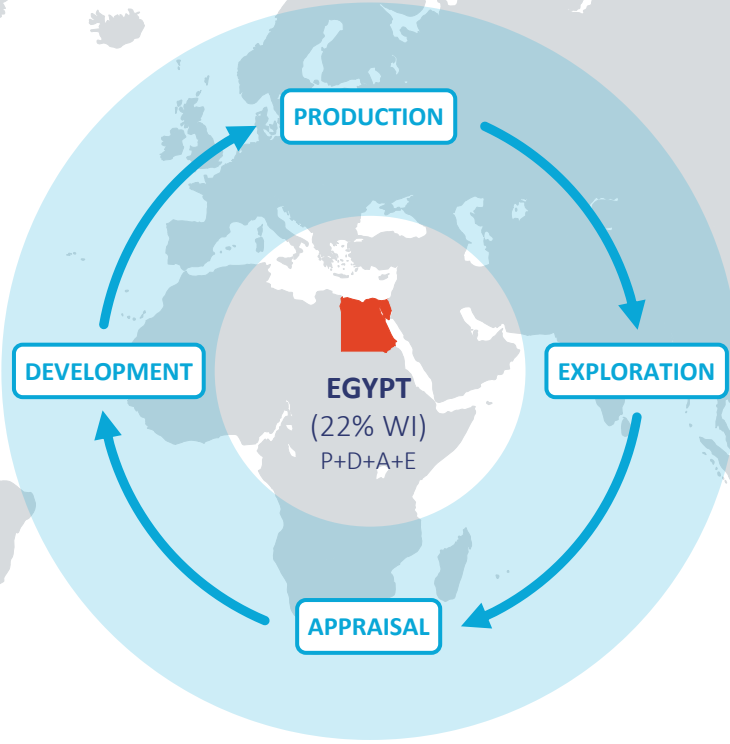 PRODUCTION
DEVELOPMENT
EXPLORATION
EGYPT
(22% WI)
P+D+A+E
APPRAISAL